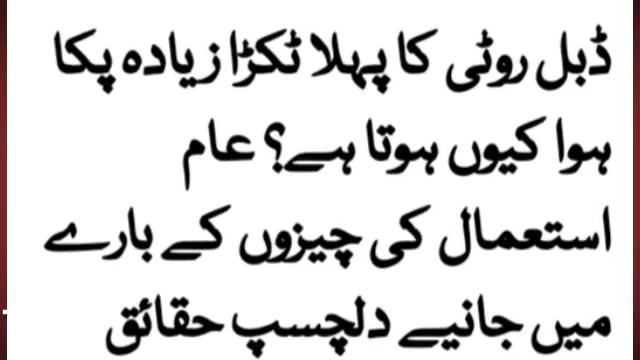 ڈبل روٹی کا پہلا ٹکڑا زیادہ پکا
ہوا کیوں ہوتا ہے؟ عام
استعمال کی چیزوں کے بارے
میں جانیے دلچسپ حقائق